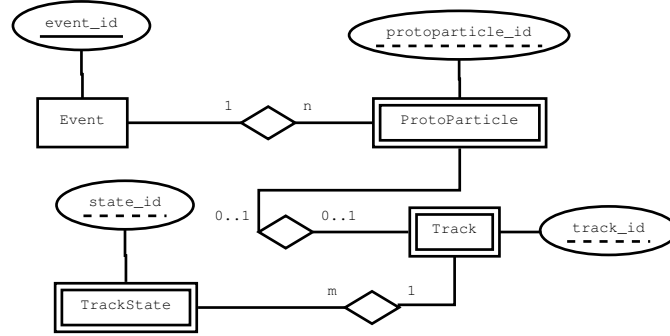 event_id
protoparticle_id
1
n
Event
ProtoParticle
state_id
0..1
0..1
Track
track_id
m
1
TrackState